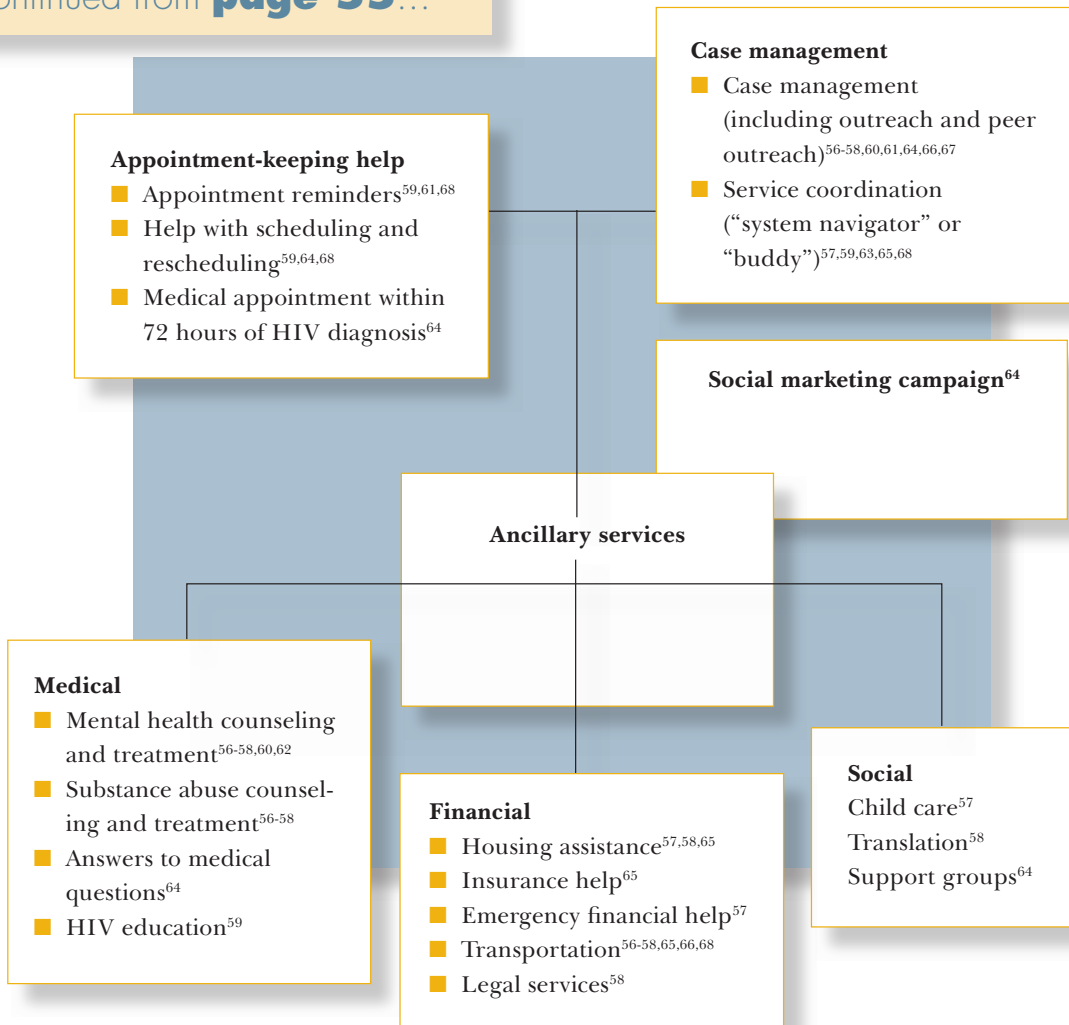 continued from page 55...
Case management
■ Case management
(including outreach and peer
outreach)56-58,60,61,64,66,67
■ Service coordination
(“system navigator” or
“buddy”)57,59,63,65,68
Appointment-keeping help
■ Appointment reminders59,61,68
■ Help with scheduling and
rescheduling59,64,68
■ Medical appointment within
72 hours of HIV diagnosis64
Social marketing campaign64
Ancillary services
Medical
■ Mental health counseling
and treatment56-58,60,62
■ Substance abuse counsel-
ing and treatment56-58
■ Answers to medical
questions64
■ HIV education59
Financial
■ Housing assistance57,58,65
■ Insurance help65
■ Emergency financial help57
■ Transportation56-58,65,66,68
■ Legal services58
Social
Child care57
Translation58
Support groups64